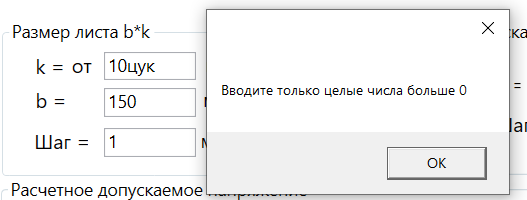 Размер листа b*k
k = от 10цук
b = 150
Шаг = 1
Вводите только целые числа больше 0
OK
Расчетное допускаемое напряжение